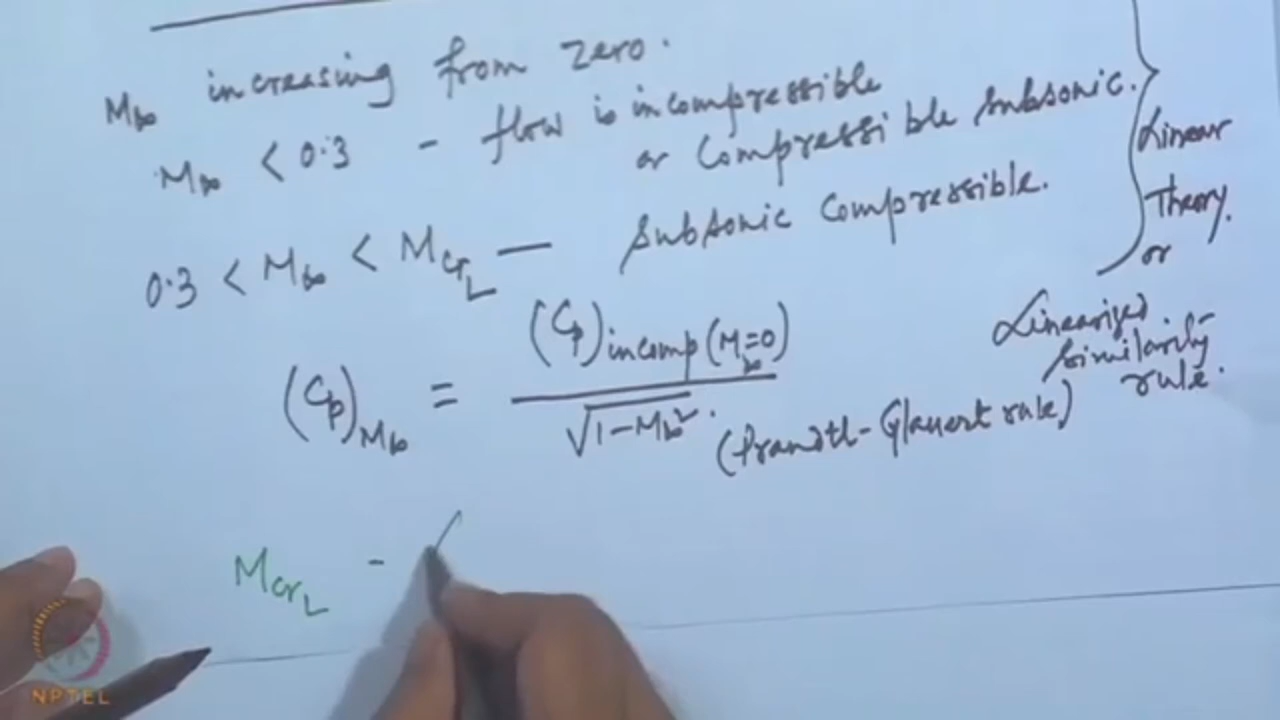 M∞ increasing from zero.
M∞ < 0.3 - flow is incompressible
or compressible subsonic.
0.3 < M∞ < McrL — subsonic compressible.
Linear
Theory.
or
Linearized
similarity
rule.
(Cp)M∞ = (Cp)incomp (M∞=0) / √1-M∞²
(Prandtl-Glauert rule)
McrL -
NPTEL